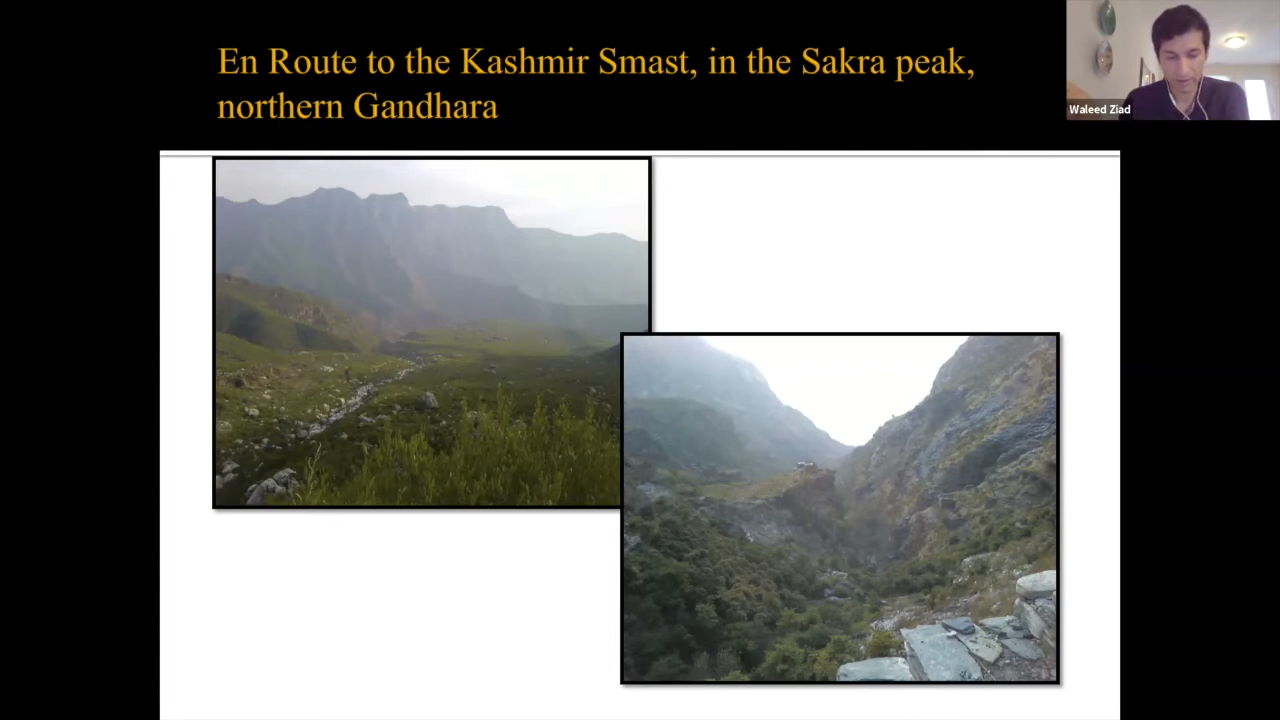 En Route to the Kashmir Smast, in the Sakra peak,
northern Gandhara
Waleed Ziad